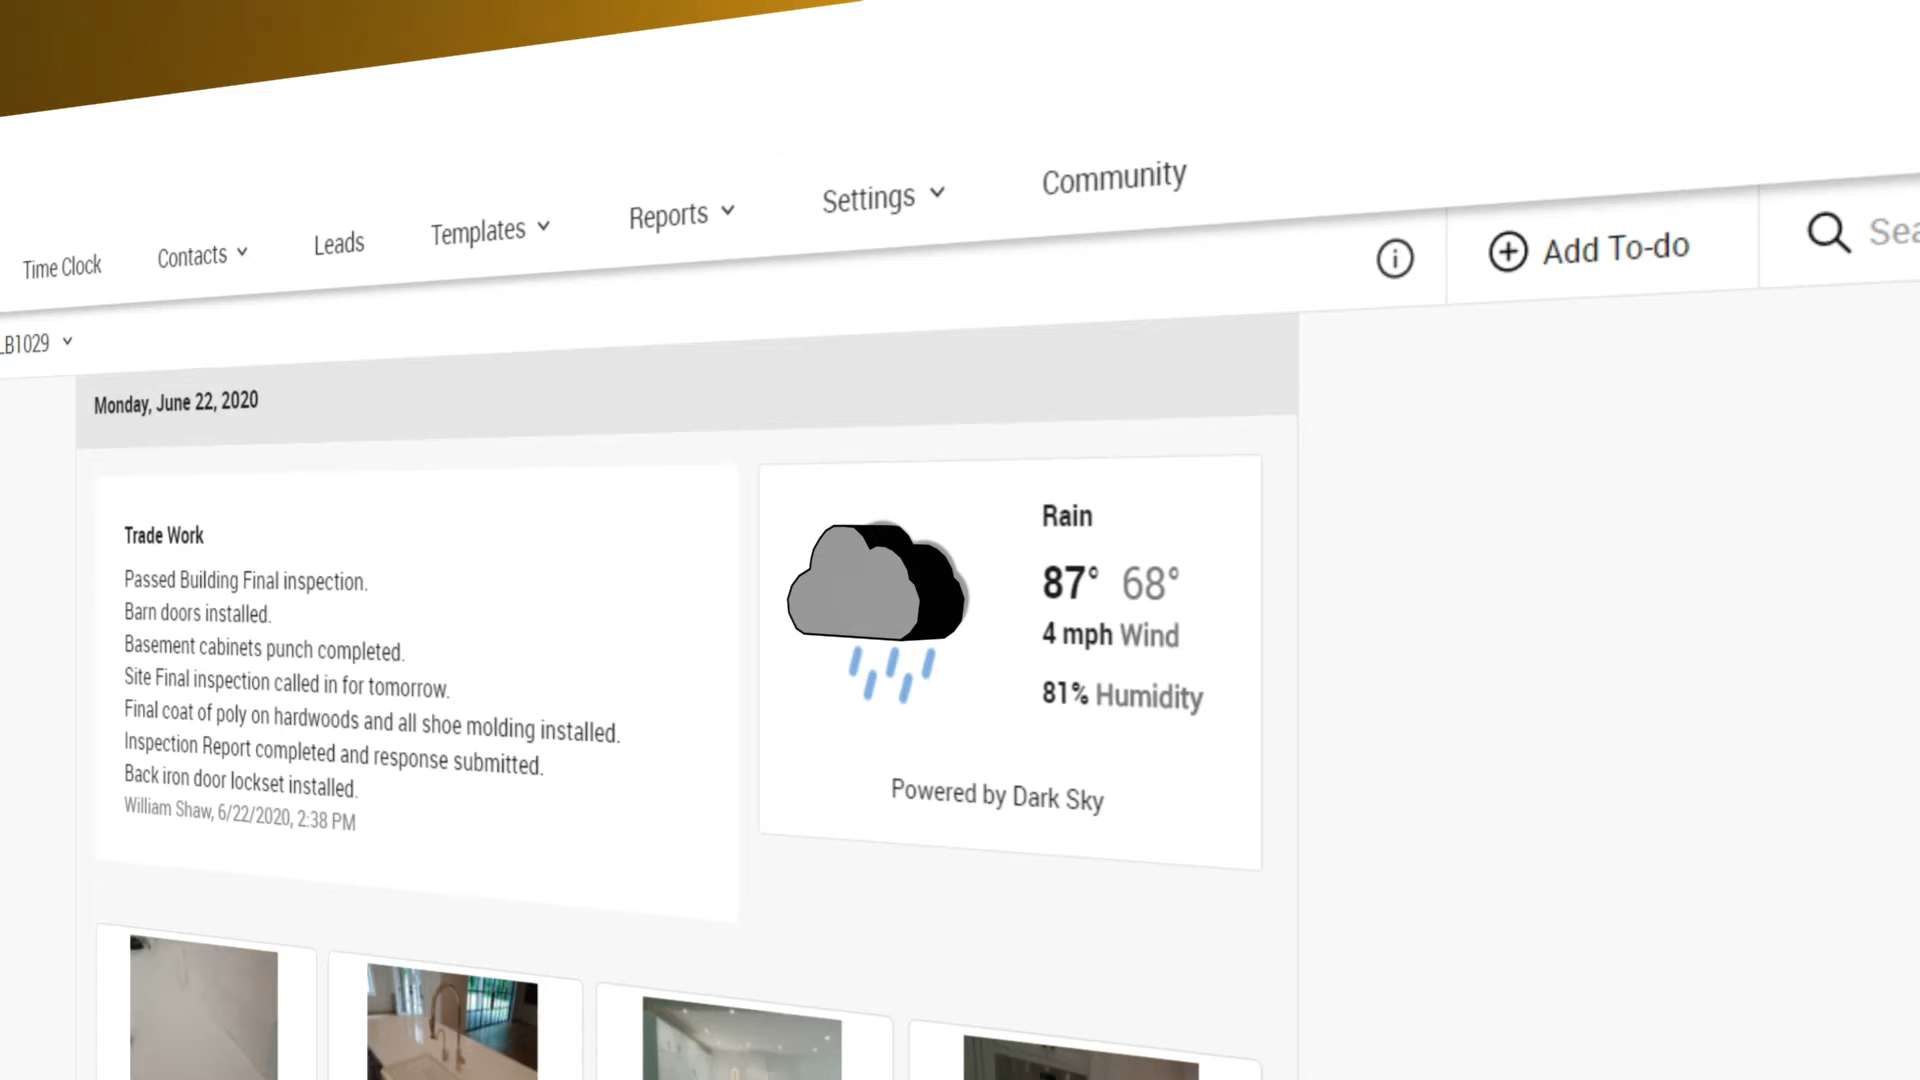 Time Clock
Contacts
Leads
Templates
Reports
Settings
Community
LB1029
Add To-do
Monday, June 22, 2020
Trade Work
Passed Building Final inspection.
Barn doors installed.
Basement cabinets punch completed.
Site Final inspection called in for tomorrow.
Final coat of poly on hardwoods and all shoe molding installed.
Inspection Report completed and response submitted.
Back iron door lockset installed.
William Shaw, 6/22/2020, 2:38 PM
Rain
87° 68°
4 mph Wind
81% Humidity
Powered by Dark Sky